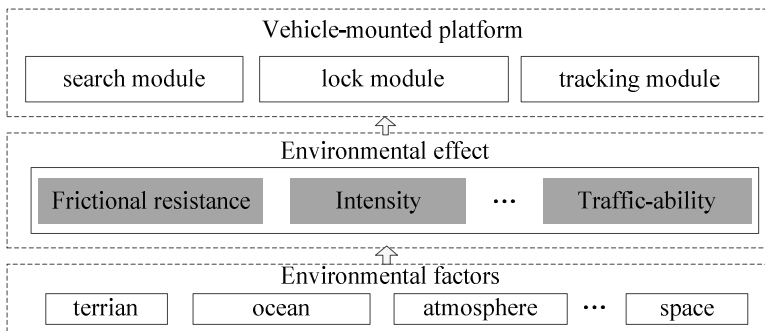 Vehicle-mounted platform
search module lock module tracking module
Environmental effect
Frictional resistance Intensity ··· Traffic-ability
Environmental factors
terrian ocean atmosphere ··· space